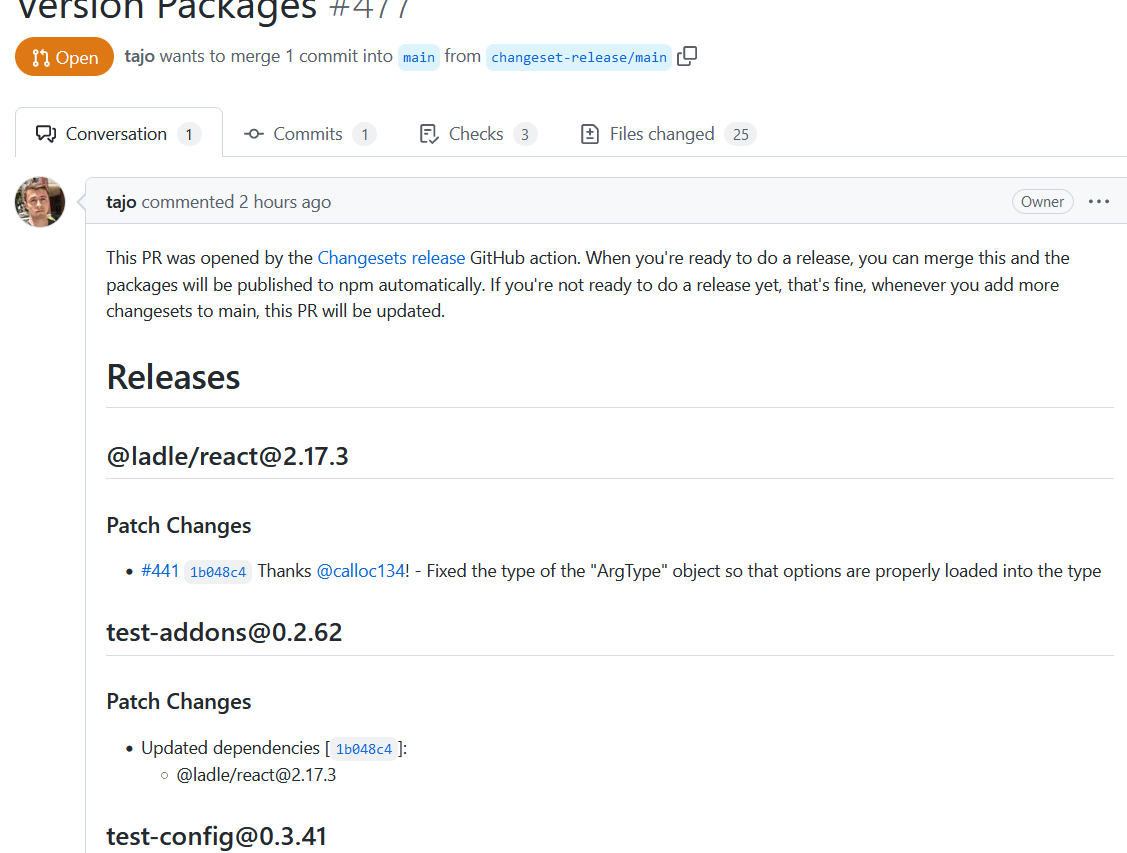 Version Packages #477
Open tajo wants to merge 1 commit into main from changeset-release/main
Conversation 1 Commits 1 Checks 3 Files changed 25
tajo commented 2 hours ago Owner
This PR was opened by the Changesets release GitHub action. When you're ready to do a release, you can merge this and the
packages will be published to npm automatically. If you're not ready to do a release yet, that's fine, whenever you add more
changesets to main, this PR will be updated.
Releases
@ladle/react@2.17.3
Patch Changes
• #441 1b048c4 Thanks @calloc134! - Fixed the type of the "ArgType" object so that options are properly loaded into the type
test-addons@0.2.62
Patch Changes
• Updated dependencies [1b048c4]:
○ @ladle/react@2.17.3
test-config@0.3.41